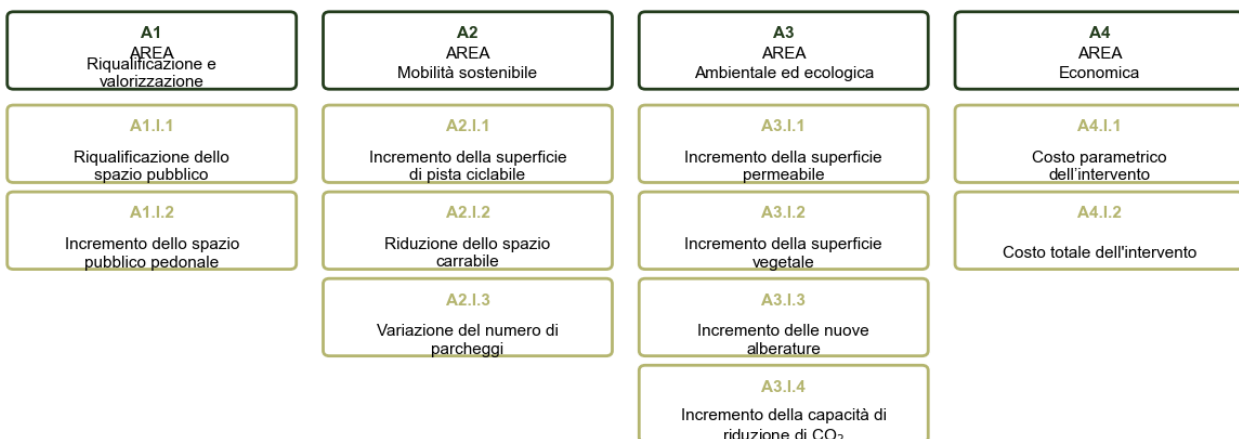 A1
AREA
Riqualificazione e
valorizzazione
A1.I.1
Riqualificazione dello
spazio pubblico
A1.I.2
Incremento dello spazio
pubblico pedonale
A2
AREA
Mobilità sostenibile
A2.I.1
Incremento della superficie
di pista ciclabile
A2.I.2
Riduzione dello spazio
carrabile
A2.I.3
Variazione del numero di
parcheggi
A3
AREA
Ambientale ed ecologica
A3.I.1
Incremento della superficie
permeabile
A3.I.2
Incremento della superficie
vegetale
A3.I.3
Incremento delle nuove
alberature
A3.I.4
Incremento della capacità di
riduzione di CO₂
A4
AREA
Economica
A4.I.1
Costo parametrico
dell’intervento
A4.I.2
Costo totale dell'intervento